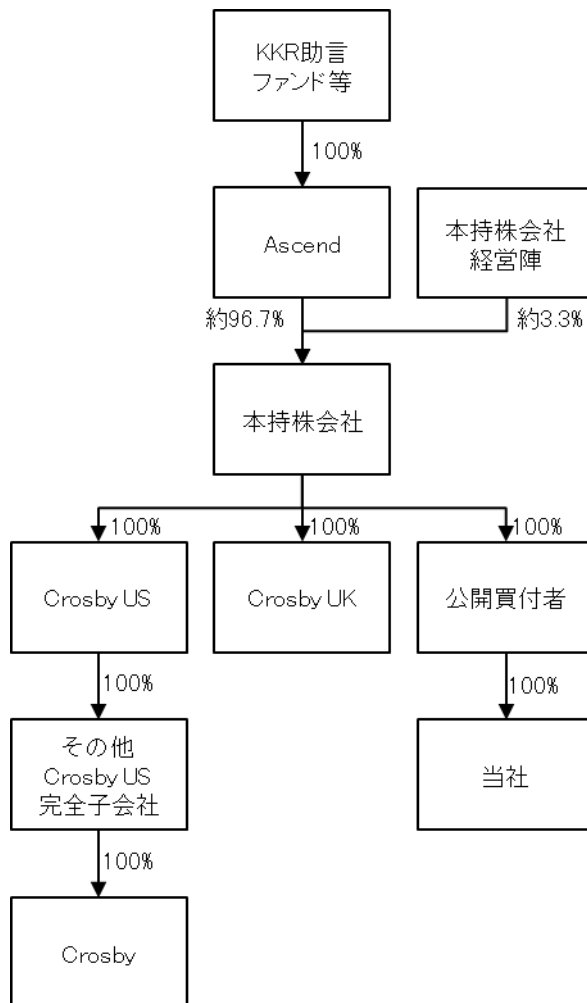 KKR助言
ファンド等
100%
Ascend
本持株会社
経営陣
約96.7%
約3.3%
本持株会社
100%
100%
100%
Crosby US
Crosby UK
公開買付者
100%
100%
その他
Crosby US
完全子会社
当社
100%
Crosby